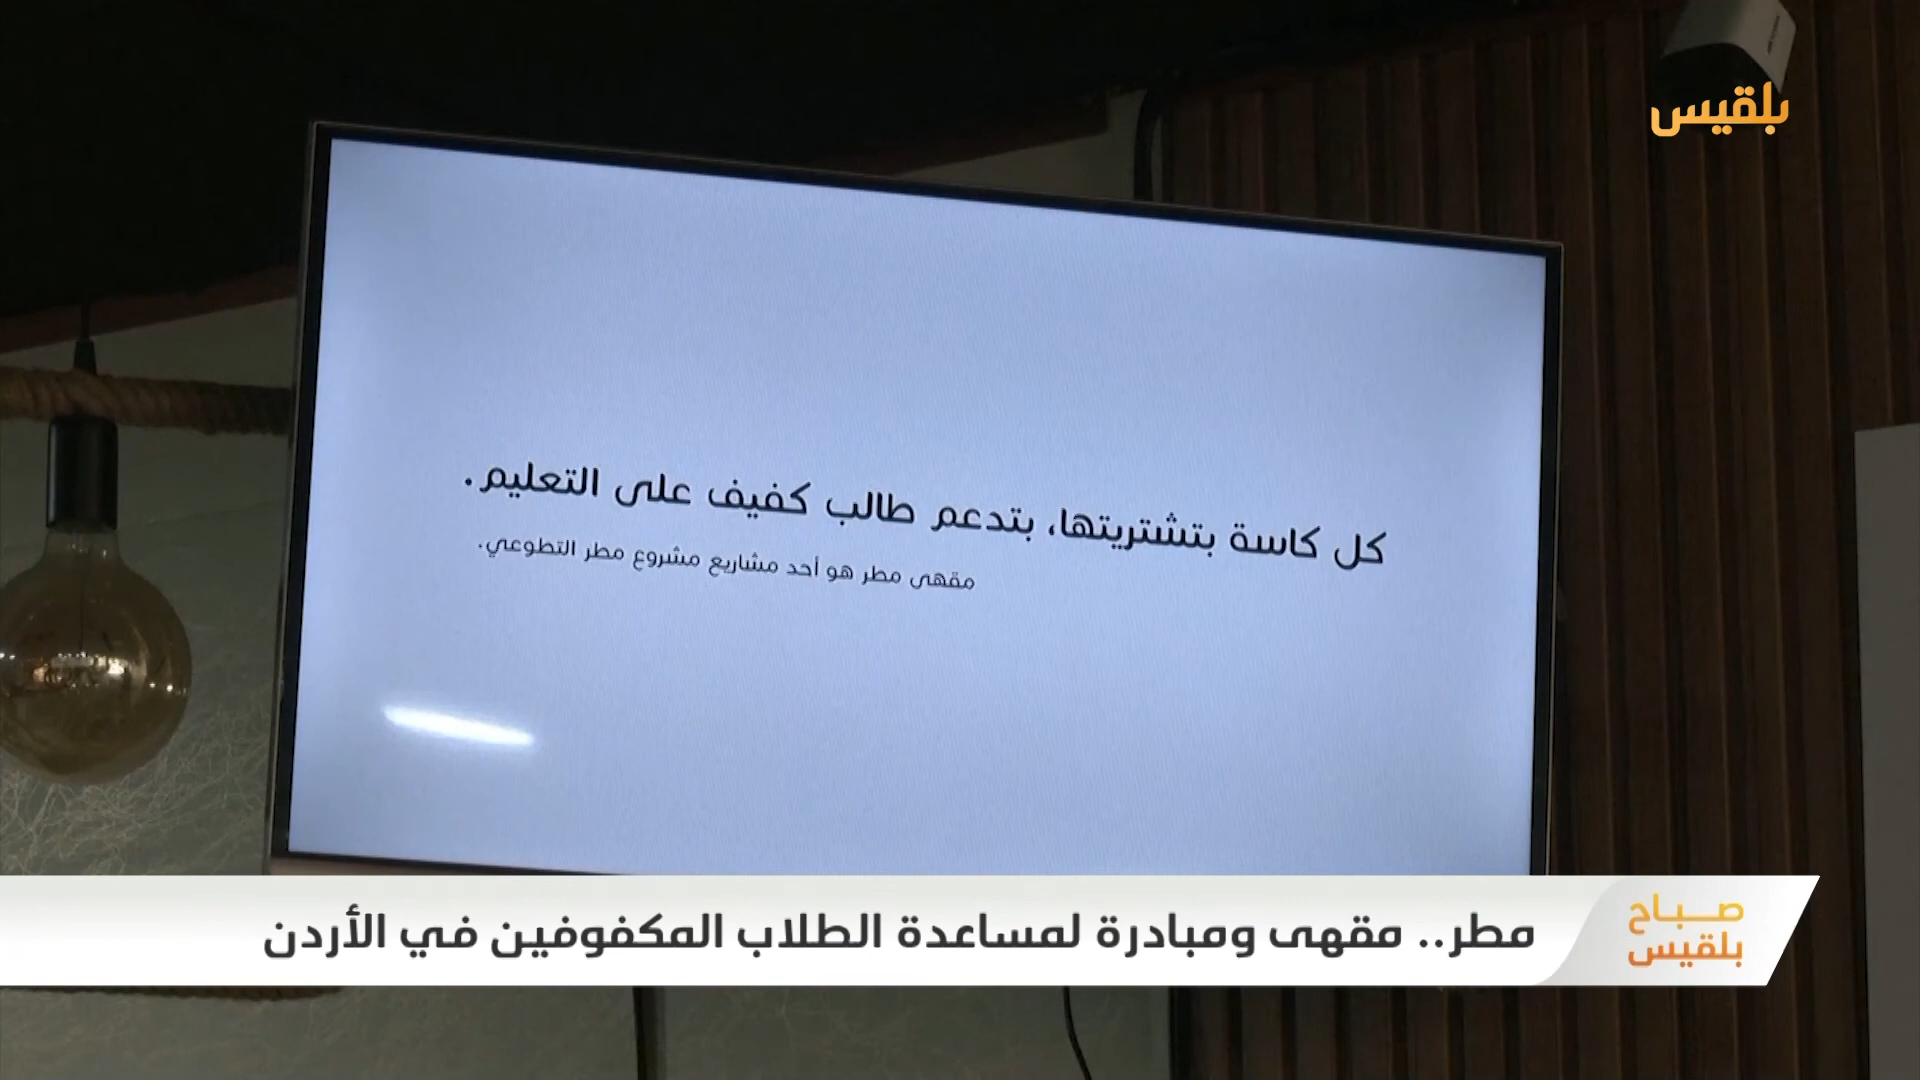 بلقيس
كل كاسة بتشتريتها، بتدعم طالب كفيف على التعليم.
مقهى مطر هو أحد مشاريع مشروع مطر التطوعي.
صباح
بلقيس
مطر.. مقهى ومبادرة لمساعدة الطلاب المكفوفين في الأردن